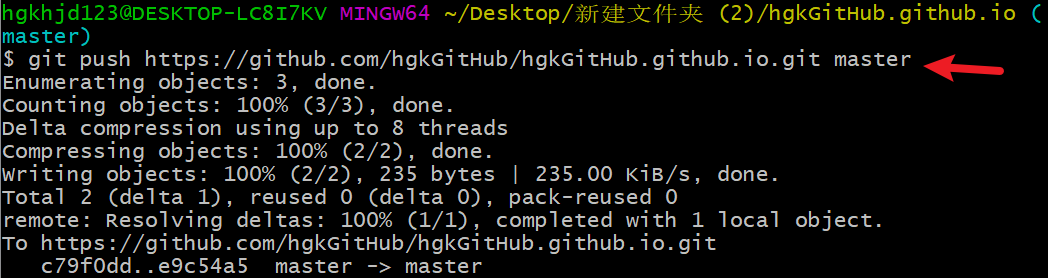 hgkhjd123@DESKTOP-LC8I7KV MINGW64 ~/Desktop/新建文件夹 (2)/hgkGitHub.github.io (
master)
$ git push https://github.com/hgkGitHub/hgkGitHub.github.io.git master
Enumerating objects: 3, done.
Counting objects: 100% (3/3), done.
Delta compression using up to 8 threads
Compressing objects: 100% (2/2), done.
Writing objects: 100% (2/2), 235 bytes | 235.00 KiB/s, done.
Total 2 (delta 1), reused 0 (delta 0), pack-reused 0
remote: Resolving deltas: 100% (1/1), completed with 1 local object.
To https://github.com/hgkGitHub/hgkGitHub.github.io.git
   c79f0dd..e9c54a5  master -> master